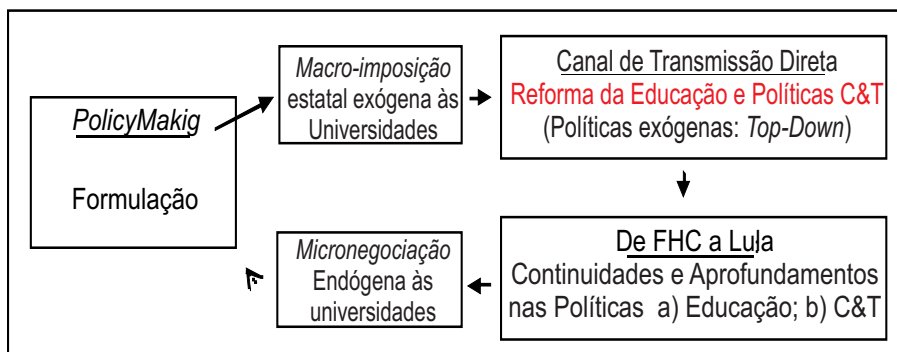 PolicyMakig
Formulação
Macro-imposição
estatal exógena às
Universidades
Canal de Transmissão Direta
Reforma da Educação e Políticas C&T
(Políticas exógenas: Top-Down)
De FHC a Lula
Continuidades e Aprofundamentos
nas Políticas a) Educação; b) C&T
Micronegociação
Endógena às
universidades